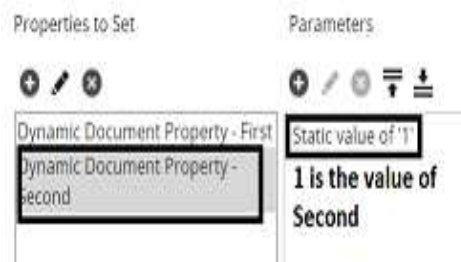 Properties to Set
Parameters
Dynamic Document Property - First
Dynamic Document Property -
Second
Static value of '1'
1 is the value of
Second